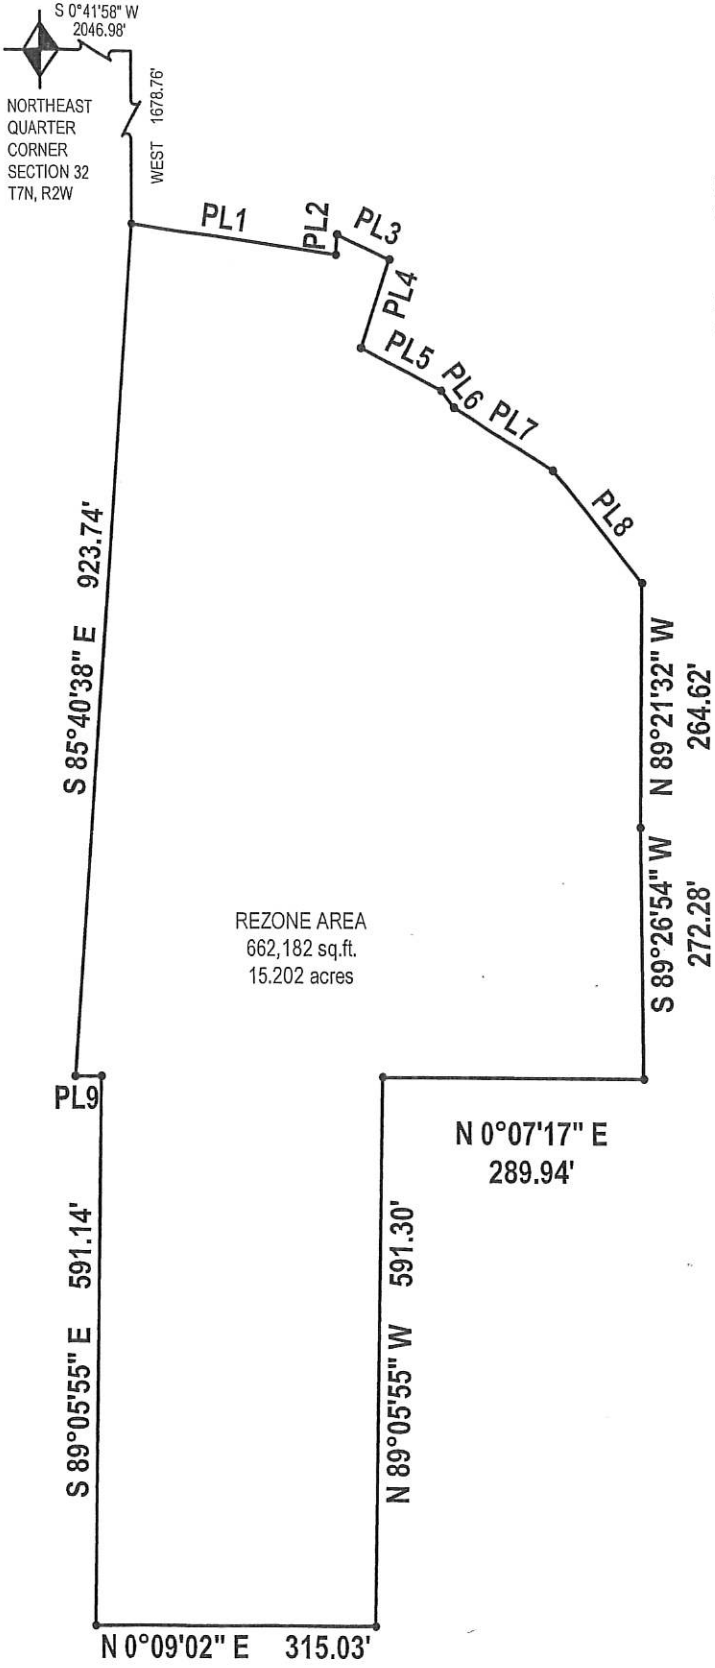 S 0°41'58" W
2046.98'
NORTHEAST
QUARTER
CORNER
SECTION 32
T7N, R2W
WEST 1678.76'
PL1
PL2
PL3
PL4
PL5
PL6
PL7
PL8
S 85°40'38" E 923.74'
N 89°21'32" W
264.62'
S 89°26'54" W
272.28'
REZONE AREA
662,182 sq.ft.
15.202 acres
PL9
N 0°07'17" E
289.94'
S 89°05'55" E 591.14'
N 89°05'55" W 591.30'
N 0°09'02" E 315.03'